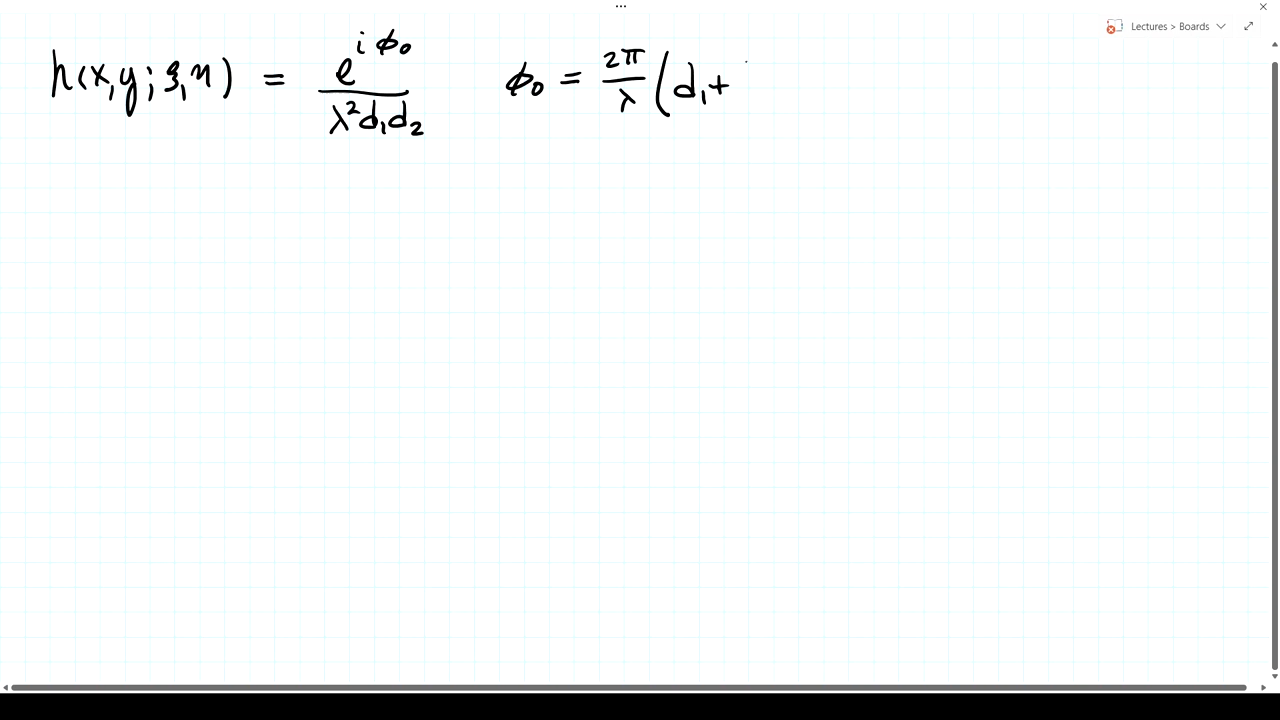 ...
Lectures > Boards
h(x,y;ξ,η) = e^{iϕ₀}/λ²d₁d₂ ϕ₀ = 2π/λ (d₁+